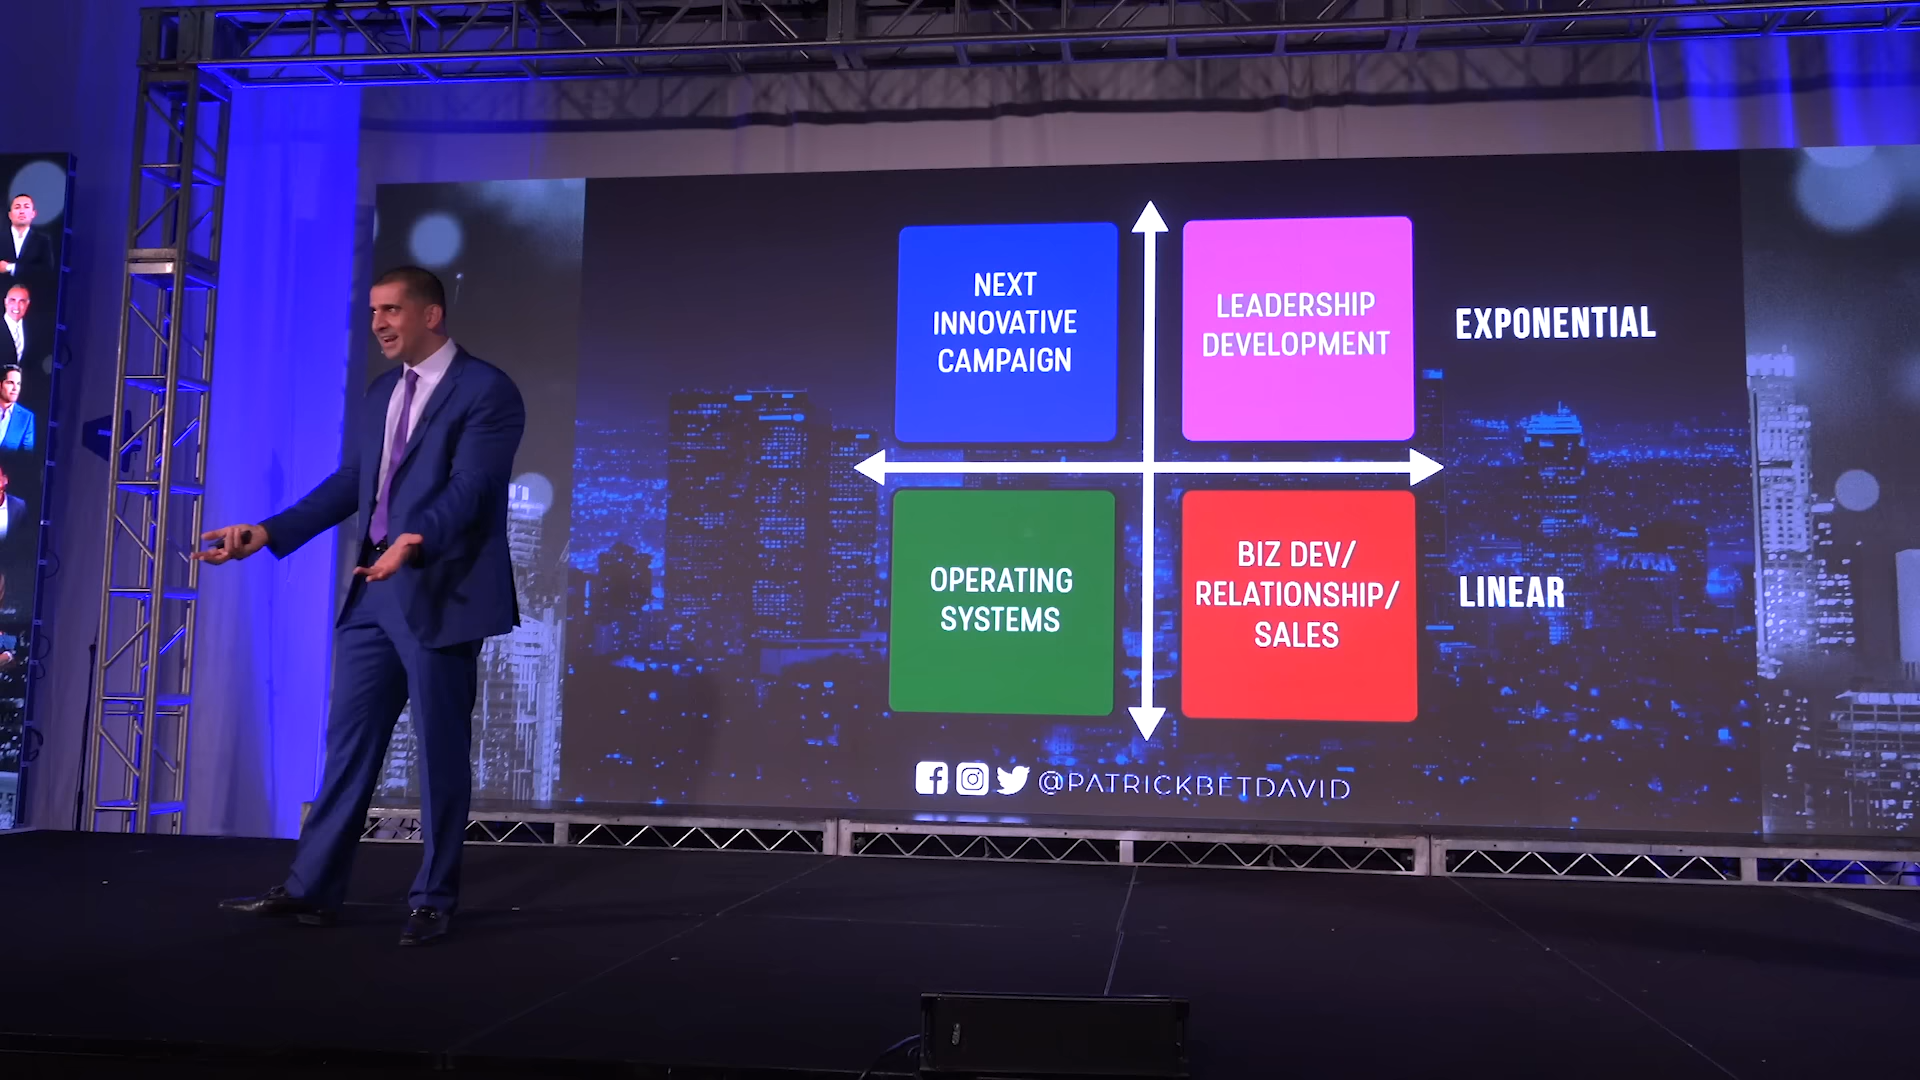 NEXT
INNOVATIVE
CAMPAIGN
LEADERSHIP
DEVELOPMENT
EXPONENTIAL
OPERATING
SYSTEMS
BIZ DEV/
RELATIONSHIP/
SALES
LINEAR
@PATRICKBETDAVID